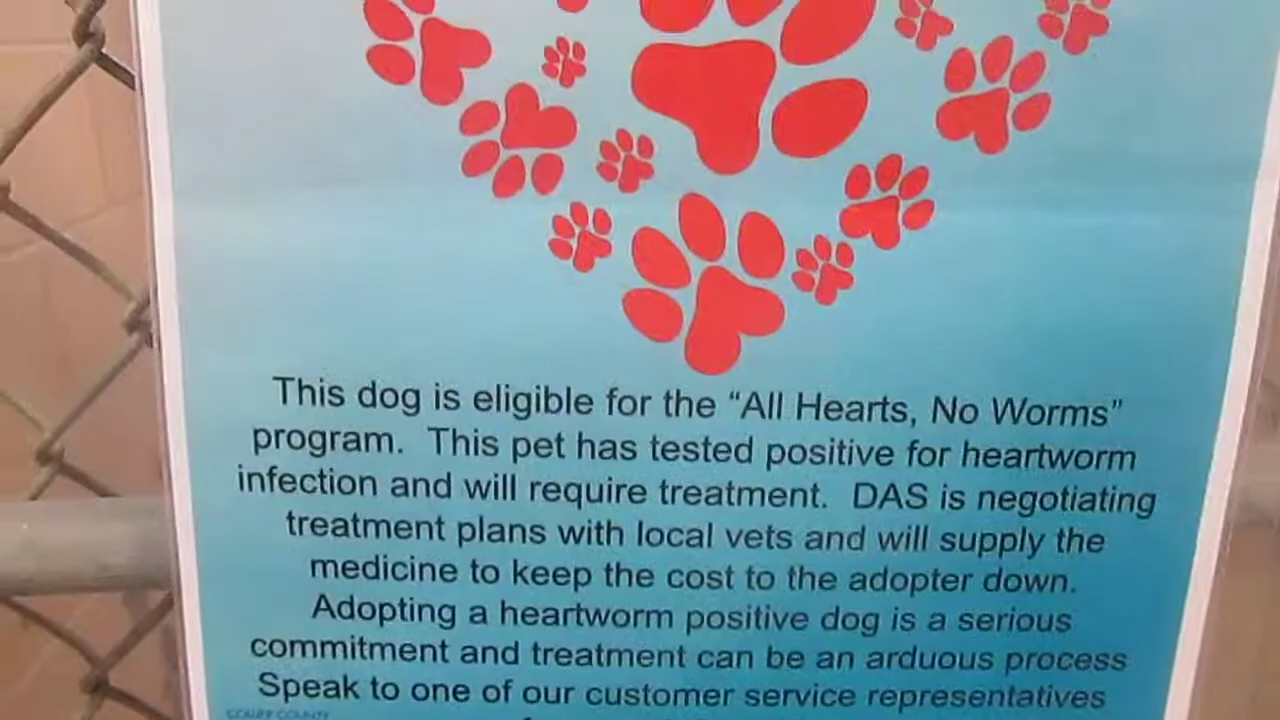 This dog is eligible for the “All Hearts, No Worms”
program. This pet has tested positive for heartworm
infection and will require treatment. DAS is negotiating
treatment plans with local vets and will supply the
medicine to keep the cost to the adopter down.
Adopting a heartworm positive dog is a serious
commitment and treatment can be an arduous process
Speak to one of our customer service representatives
COUNTY